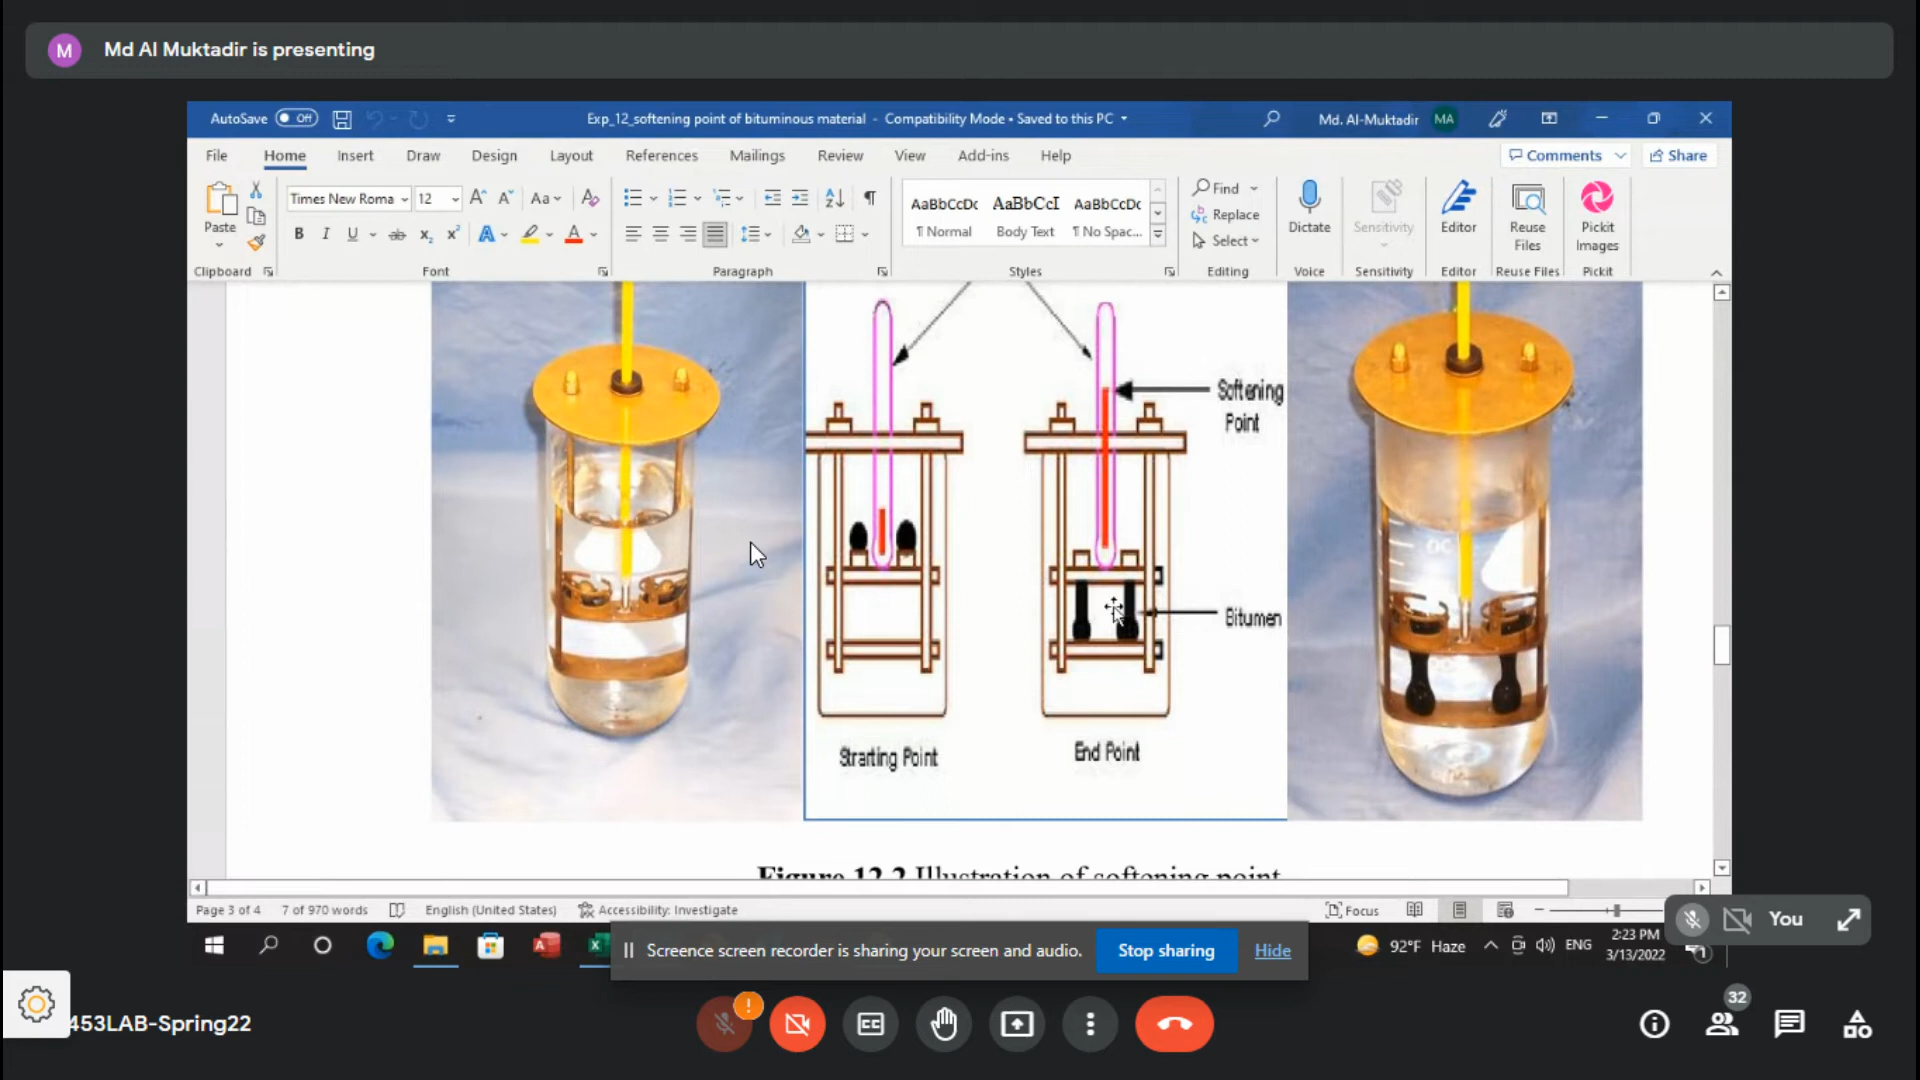 M Md Al Muktadir is presenting
AutoSave Off
Exp_12_softening point of bituminous material - Compatibility Mode • Saved to this PC
Md. Al-Muktadir MA
File Home Insert Draw Design Layout References Mailings Review View Add-ins Help
Comments Share
Times New Roma 12
Paste
B I U ab x₂ x² A A
AaBbCcDc AaBbCcI AaBbCcDc
¶ Normal Body Text ¶ No Spac...
Find
Replace
Select
Dictate
Sensitivity
Editor
Reuse Files
Pickit Images
Clipboard Font Paragraph Styles Editing Voice Sensitivity Editor Reuse Files Pickit
Softening
Point
Bitumen
Strarting Point
End Point
Figure 12.2 Illustration of softening point
Page 3 of 4 7 of 970 words English (United States) Accessibility: Investigate
Focus
You
Screence screen recorder is sharing your screen and audio. Stop sharing Hide
92°F Haze ENG
2:23 PM
3/13/2022
1
453LAB-Spring22
CC
32